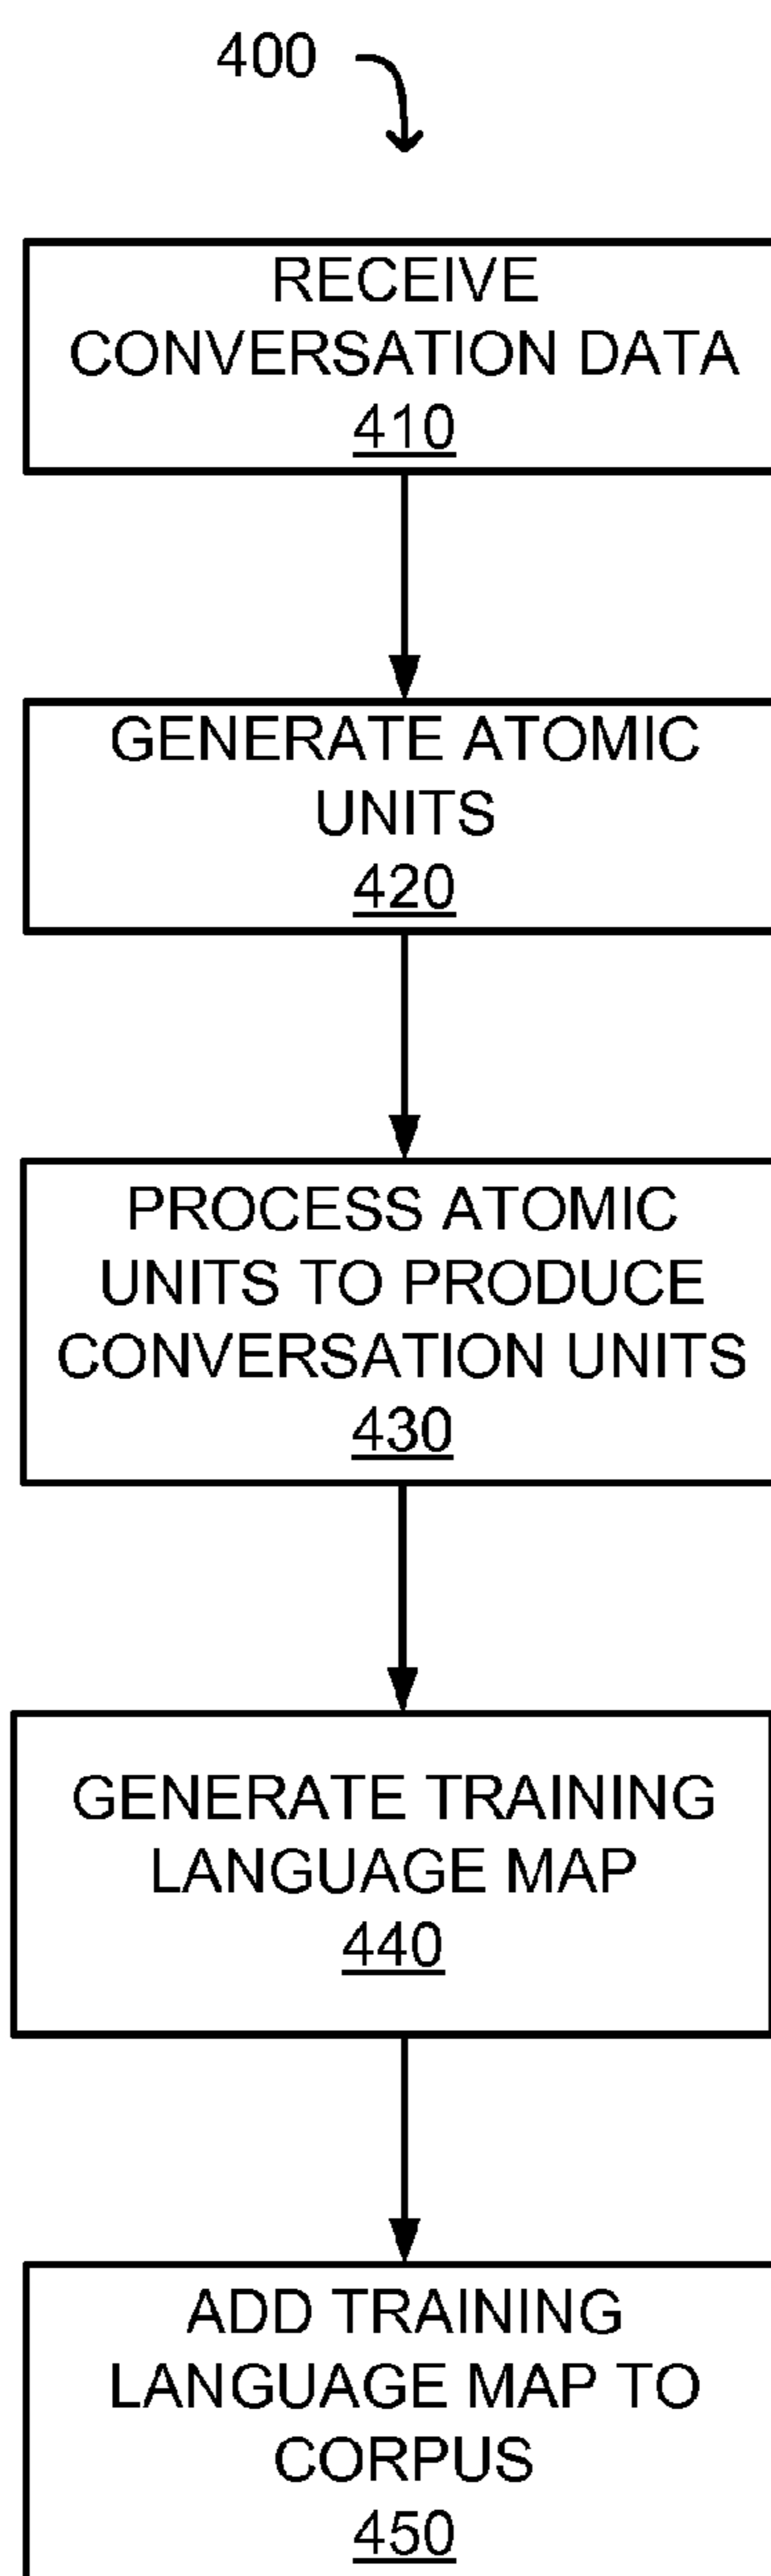 400
RECEIVE
CONVERSATION DATA
410
GENERATE ATOMIC
UNITS
420
PROCESS ATOMIC
UNITS TO PRODUCE
CONVERSATION UNITS
430
GENERATE TRAINING
LANGUAGE MAP
440
ADD TRAINING
LANGUAGE MAP TO
CORPUS
450